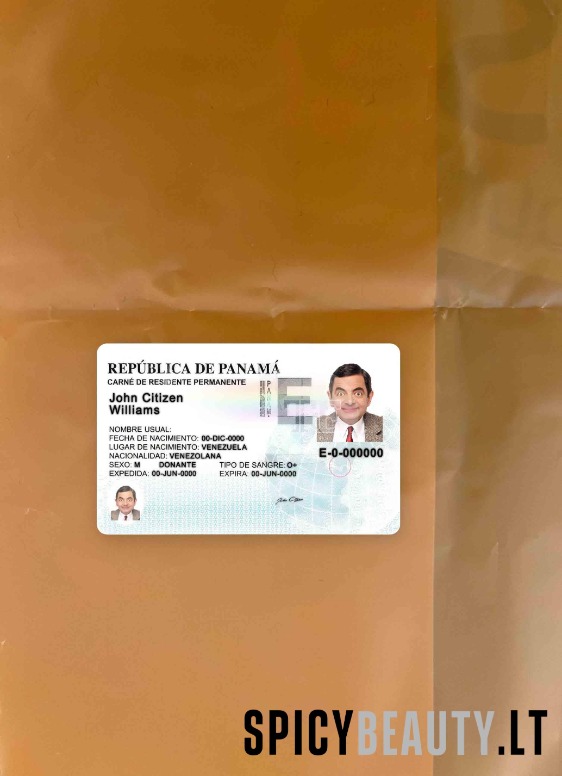 REPÚBLICA DE PANAMÁ
CARNÉ DE RESIDENTE PERMANENTE
John Citizen
Williams
E
NOMBRE USUAL:
FECHA DE NACIMIENTO: 00-DIC-0000
LUGAR DE NACIMIENTO: VENEZUELA
NACIONALIDAD: VENEZOLANA
SEXO: M DONANTE TIPO DE SANGRE: O+
EXPEDIDA: 00-JUN-0000 EXPIRA: 00-JUN-0000
E-0-000000
SPICYBEAUTY.LT